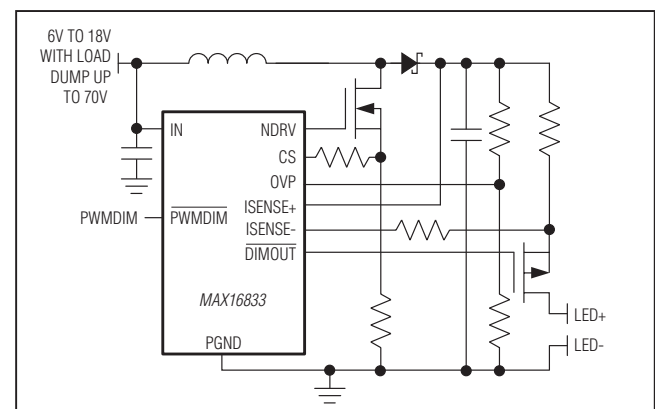 6V TO 18V
WITH LOAD
DUMP UP
TO 70V
IN
NDRV
CS
OVP
ISENSE+
PWMDIM
PWMDIM
ISENSE-
DIMOUT
MAX16833
LED+
PGND
LED-